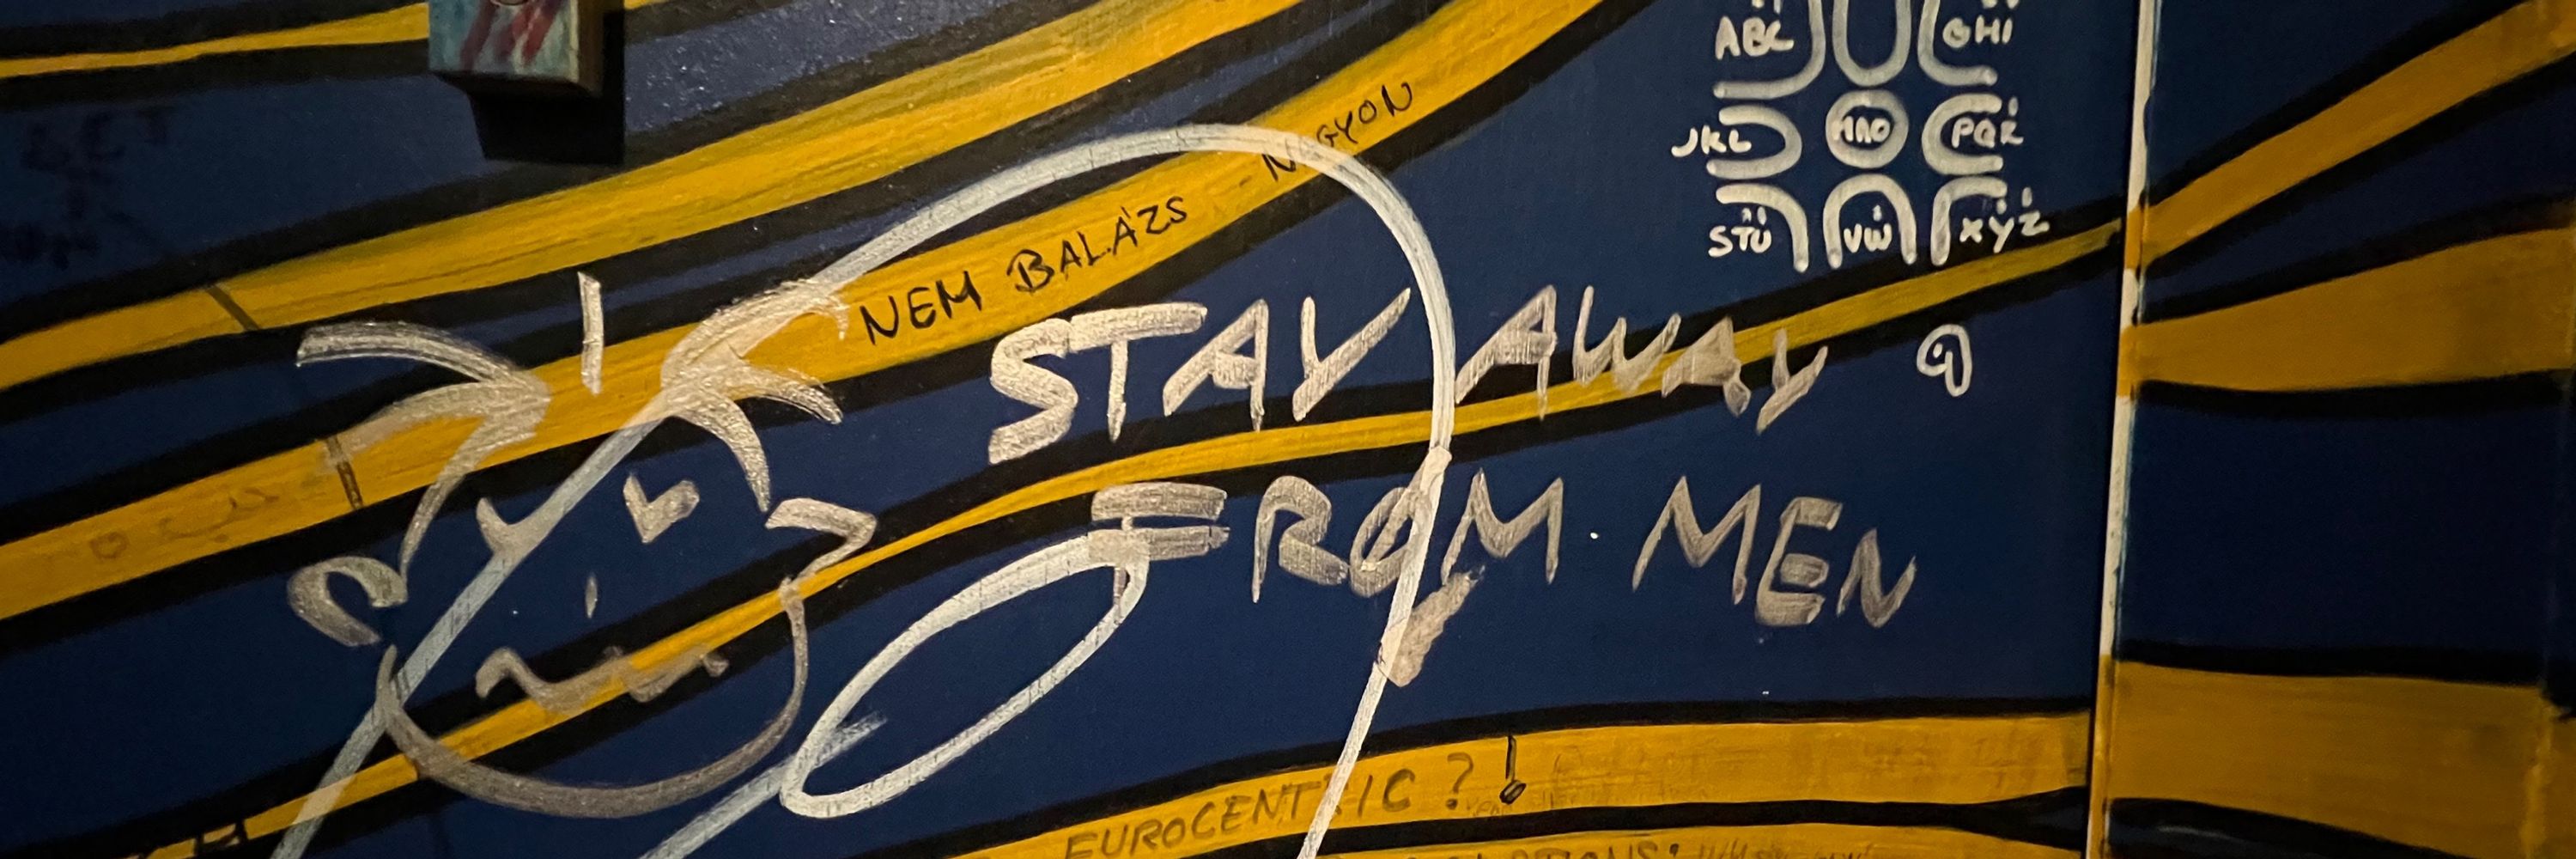 ABC GHI
JKL MNO PQR
STU VW XYZ
NEM BALÁZS - NAGYON
STAY AWAY
FROM MEN
EUROCENTRIC?!